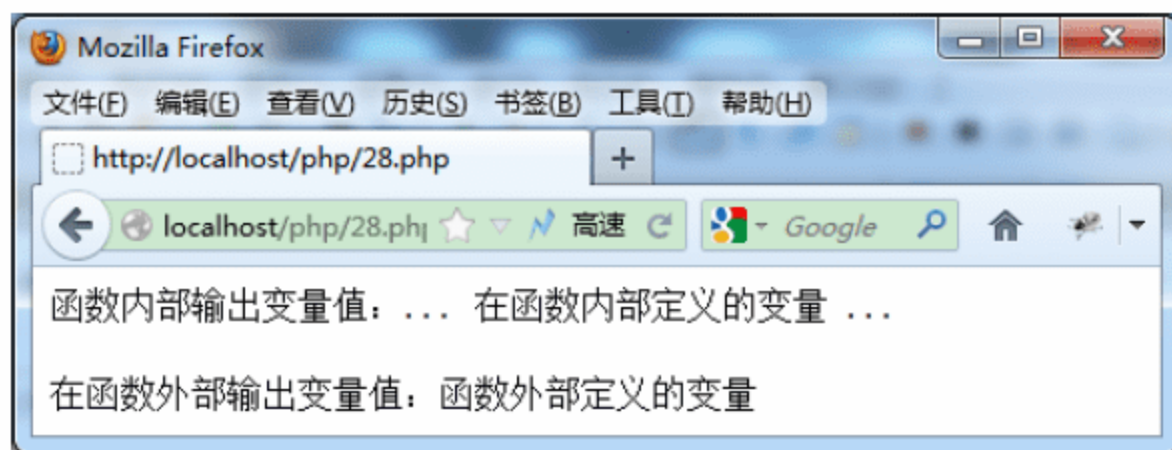 Mozilla Firefox
文件(F) 编辑(E) 查看(V) 历史(S) 书签(B) 工具(T) 帮助(H)
http://localhost/php/28.php +
localhost/php/28.php 高速 Google
函数内部输出变量值：... 在函数内部定义的变量 ...
在函数外部输出变量值：函数外部定义的变量